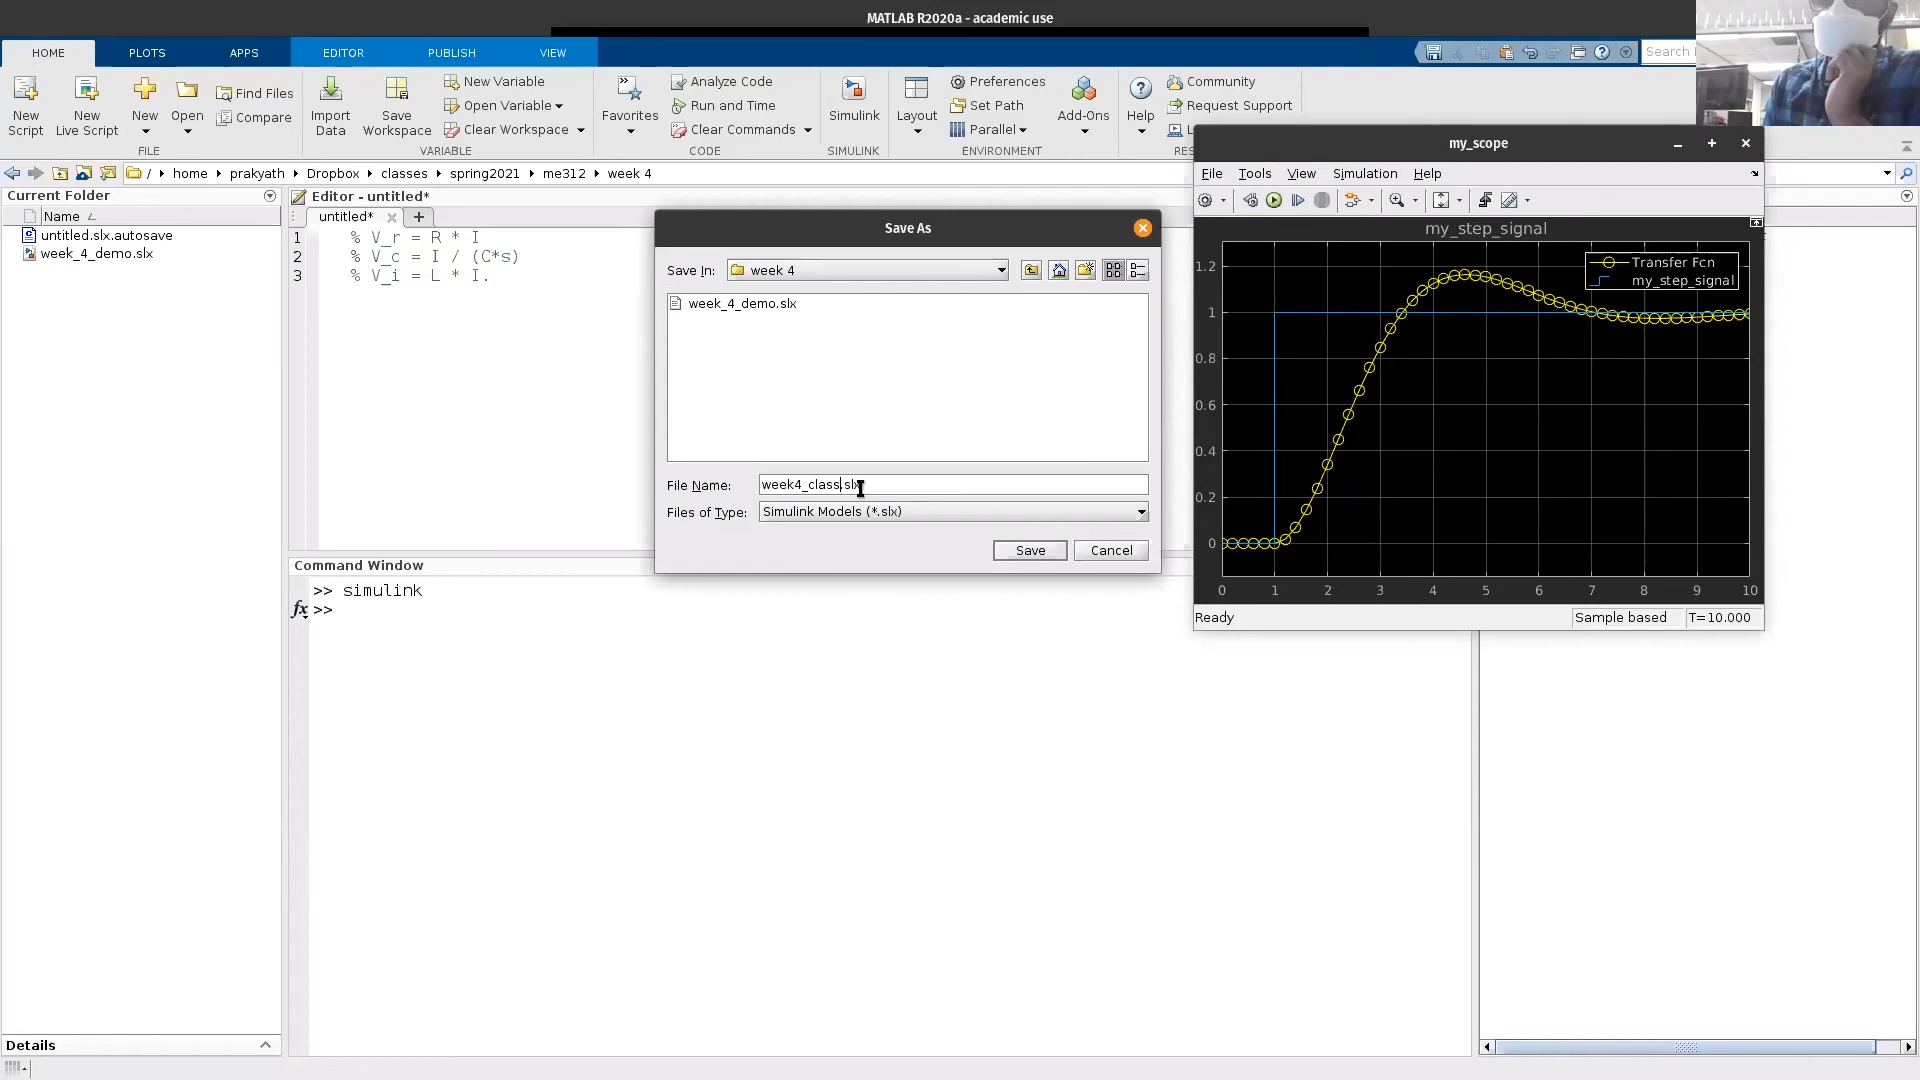 MATLAB R2020a - academic use
HOME PLOTS APPS EDITOR PUBLISH VIEW
Search
New Script
New Live Script
New
Open
Find Files
Compare
FILE
Import Data
Save Workspace
New Variable
Open Variable
Clear Workspace
VARIABLE
Favorites
Analyze Code
Run and Time
Clear Commands
CODE
Simulink
SIMULINK
Layout
Preferences
Set Path
Parallel
ENVIRONMENT
Add-Ons
Help
Community
Request Support
L
RES
/ home prakyath Dropbox classes spring2021 me312 week 4
Current Folder
Name
untitled.slx.autosave
week_4_demo.slx
Details
Editor - untitled*
untitled* × +
1 % V_r = R * I
2 % V_c = I / (C*s)
3 % V_i = L * I.
Command Window
>> simulink
fx >>
Save As
Save In: week 4
week_4_demo.slx
File Name: week4_class.slx
Files of Type: Simulink Models (*.slx)
Save Cancel
my_scope
File Tools View Simulation Help
my_step_signal
Transfer Fcn
my_step_signal
1.2
1
0.8
0.6
0.4
0.2
0
0 1 2 3 4 5 6 7 8 9 10
Ready Sample based T=10.000